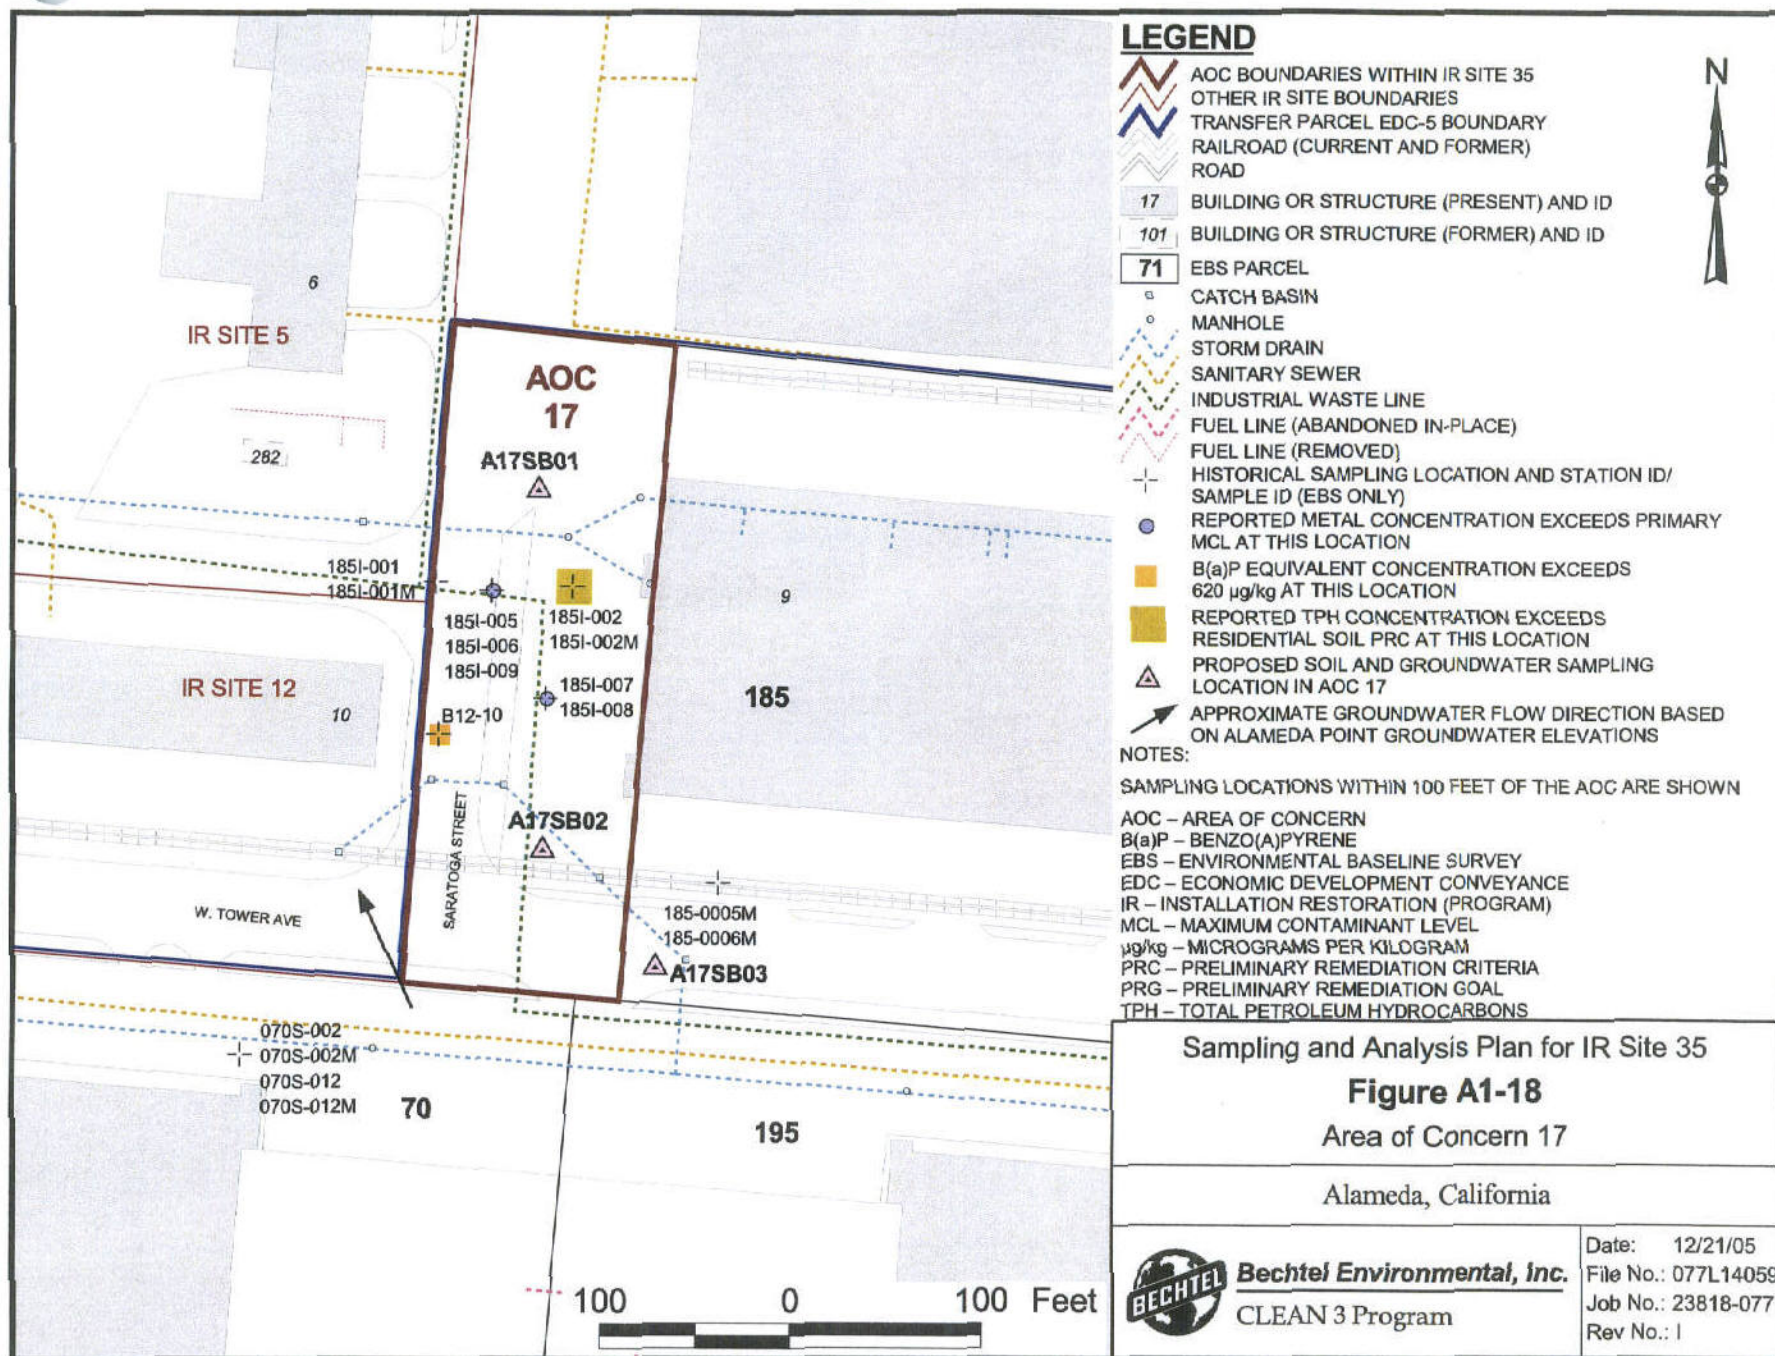 LEGEND
AOC BOUNDARIES WITHIN IR SITE 35
OTHER IR SITE BOUNDARIES
TRANSFER PARCEL EDC-5 BOUNDARY
RAILROAD (CURRENT AND FORMER)
ROAD
17 BUILDING OR STRUCTURE (PRESENT) AND ID
101 BUILDING OR STRUCTURE (FORMER) AND ID
71 EBS PARCEL
CATCH BASIN
MANHOLE
STORM DRAIN
SANITARY SEWER
INDUSTRIAL WASTE LINE
FUEL LINE (ABANDONED IN-PLACE)
FUEL LINE (REMOVED)
HISTORICAL SAMPLING LOCATION AND STATION ID/
SAMPLE ID (EBS ONLY)
REPORTED METAL CONCENTRATION EXCEEDS PRIMARY
MCL AT THIS LOCATION
B(a)P EQUIVALENT CONCENTRATION EXCEEDS
620 µg/kg AT THIS LOCATION
REPORTED TPH CONCENTRATION EXCEEDS
RESIDENTIAL SOIL PRC AT THIS LOCATION
PROPOSED SOIL AND GROUNDWATER SAMPLING
LOCATION IN AOC 17
APPROXIMATE GROUNDWATER FLOW DIRECTION BASED
ON ALAMEDA POINT GROUNDWATER ELEVATIONS
N
NOTES:
SAMPLING LOCATIONS WITHIN 100 FEET OF THE AOC ARE SHOWN
AOC – AREA OF CONCERN
B(a)P – BENZO(A)PYRENE
EBS – ENVIRONMENTAL BASELINE SURVEY
EDC – ECONOMIC DEVELOPMENT CONVEYANCE
IR – INSTALLATION RESTORATION (PROGRAM)
MCL – MAXIMUM CONTAMINANT LEVEL
µg/kg – MICROGRAMS PER KILOGRAM
PRC – PRELIMINARY REMEDIATION CRITERIA
PRG – PRELIMINARY REMEDIATION GOAL
TPH – TOTAL PETROLEUM HYDROCARBONS
6
IR SITE 5
AOC
17
A17SB01
282
185I-001
185I-001M
185I-005
185I-006
185I-009
185I-002
185I-002M
9
IR SITE 12
10
185I-007
185I-008
185
B12-10
SARATOGA STREET
A17SB02
W. TOWER AVE
185-0005M
185-0006M
A17SB03
070S-002
070S-002M
070S-012
070S-012M
70
195
100 0 100 Feet
Sampling and Analysis Plan for IR Site 35
Figure A1-18
Area of Concern 17
Alameda, California
BECHTEL
Bechtel Environmental, Inc.
CLEAN 3 Program
Date: 12/21/05
File No.: 077L14059
Job No.: 23818-077
Rev No.: I